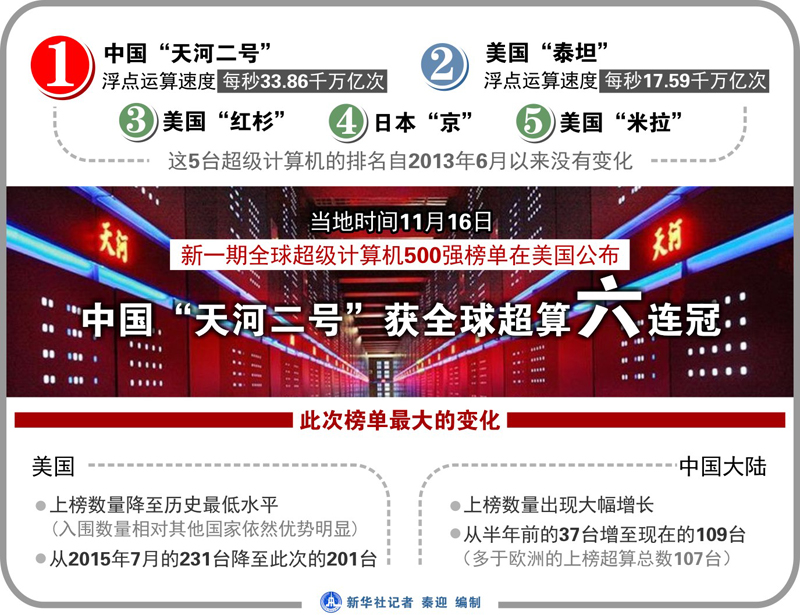 1 中国“天河二号”
浮点运算速度 每秒33.86千万亿次
2 美国“泰坦”
浮点运算速度 每秒17.59千万亿次
3 美国“红杉” 4 日本“京” 5 美国“米拉”
这5台超级计算机的排名自2013年6月以来没有变化
天河
天河
当地时间11月16日
新一期全球超级计算机500强榜单在美国公布
中国“天河二号”获全球超算六连冠
此次榜单最大的变化
美国
上榜数量降至历史最低水平
（入围数量相对其他国家依然优势明显）
从2015年7月的231台降至此次的201台
中国大陆
上榜数量出现大幅增长
从半年前的37台增至现在的109台
（多于欧洲的上榜超算总数107台）
新华社记者 秦迎 编制